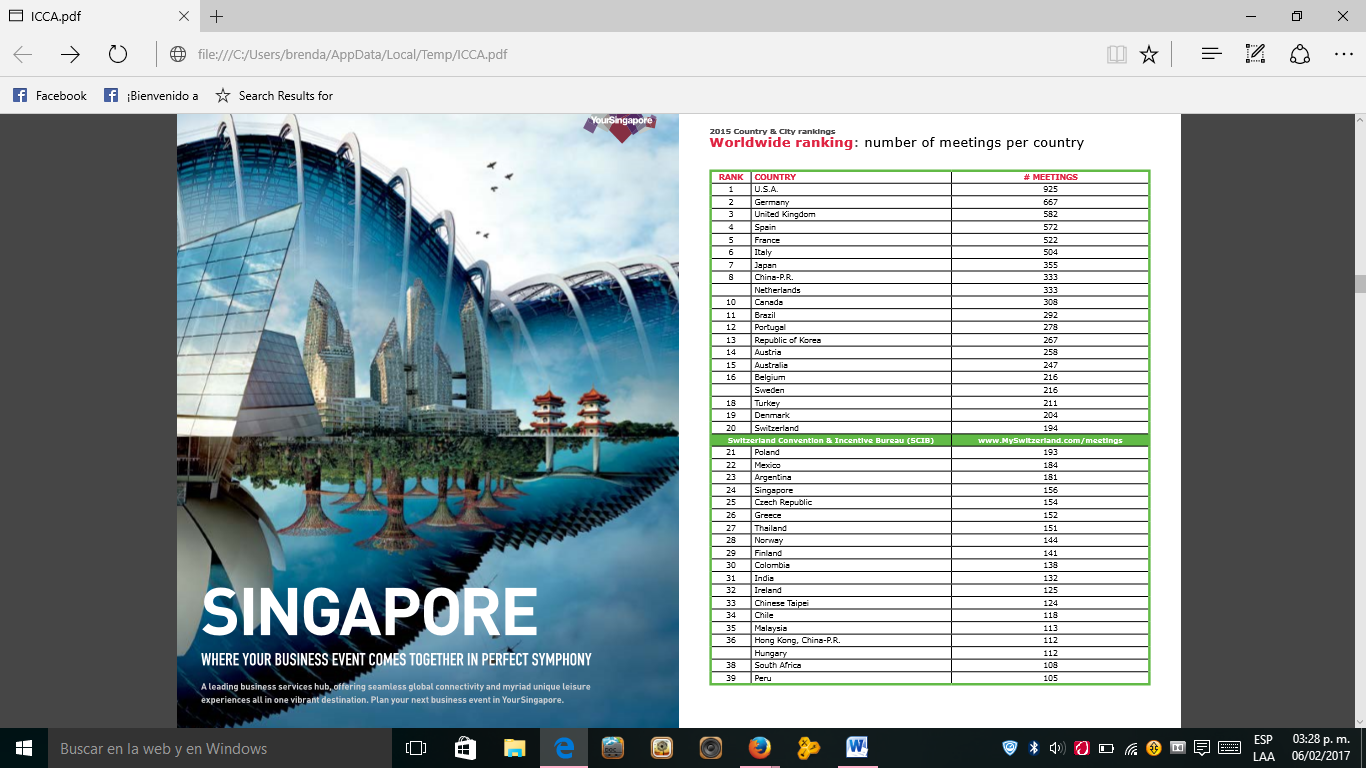 ICCA.pdf
file:///C:/Users/brenda/AppData/Local/Temp/ICCA.pdf
Facebook ¡Bienvenido a Search Results for
YourSingapore
SINGAPORE
WHERE YOUR BUSINESS EVENT COMES TOGETHER IN PERFECT SYMPHONY
A leading business services hub, offering seamless global connectivity and myriad unique leisure
experiences all in one vibrant destination. Plan your next business event in YourSingapore.
2015 Country & City rankings
Worldwide ranking: number of meetings per country
RANK COUNTRY # MEETINGS
1 U.S.A. 925
2 Germany 667
3 United Kingdom 582
4 Spain 572
5 France 522
6 Italy 504
7 Japan 355
8 China-P.R. 333
Netherlands 333
10 Canada 308
11 Brazil 292
12 Portugal 278
13 Republic of Korea 267
14 Austria 258
15 Australia 247
16 Belgium 216
Sweden 216
18 Turkey 211
19 Denmark 204
20 Switzerland 194
Switzerland Convention & Incentive Bureau (SCIB) www.MySwitzerland.com/meetings
21 Poland 193
22 Mexico 184
23 Argentina 181
24 Singapore 156
25 Czech Republic 154
26 Greece 152
27 Thailand 151
28 Norway 144
29 Finland 141
30 Colombia 138
31 India 132
32 Ireland 125
33 Chinese Taipei 124
34 Chile 118
35 Malaysia 113
36 Hong Kong, China-P.R. 112
Hungary 112
38 South Africa 108
39 Peru 105
Buscar en la web y en Windows
ESP
LAA
03:28 p. m.
06/02/2017